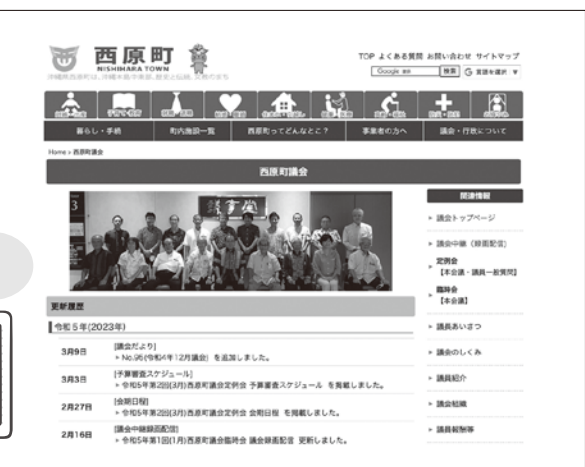 西原町
NISHIHARA TOWN
TOP よくある質問 お問い合わせ サイトマップ
Google
検索
言語を選択 ▼
暮らし・手続
町内施設一覧
西原町ってどんなとこ?
事業者の方へ
議会・行政について
Home > 西原町議会
西原町議会
更新履歴
令和5年(2023年)
3月9日
[議会だより]
No.96(令和4年12月議会) を追加しました。
3月3日
[予算審査スケジュール]
令和5年第2回(3月)西原町議会定例会 予算審査スケジュール を掲載しました。
2月27日
[会期日程]
令和5年第2回(3月)西原町議会定例会 会期日程 を掲載しました。
2月16日
[議会中継録画配信]
令和5年第1回(1月)西原町議会臨時会 議会録画配信 更新しました。
関連情報
議会トップページ
議会中継(録画配信)
定例会
【本会議・議員一般質問】
臨時会
【本会議】
議長あいさつ
議会のしくみ
議員紹介
議会組織
議員報酬等